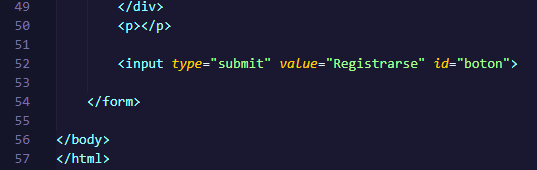 49 </div>
50 <p></p>
51
52 <input type="submit" value="Registrarse" id="boton">
53
54 </form>
55
56 </body>
57 </html>